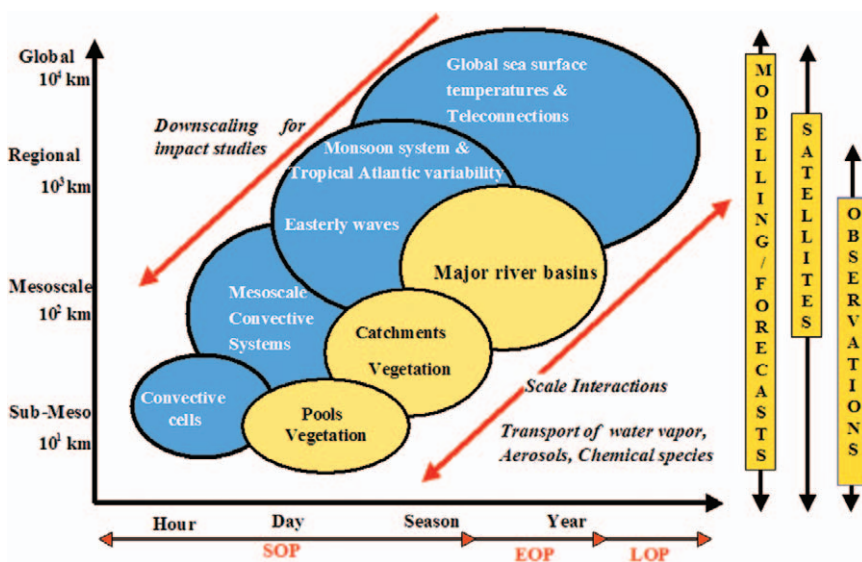 Global
10⁴ km
Regional
10³ km
Mesoscale
10² km
Sub-Meso
10¹ km
Downscaling for
impact studies
Global sea surface
temperatures &
Teleconnections
Monsoon system &
Tropical Atlantic variability
Easterly waves
Major river basins
Mesoscale
Convective
Systems
Catchments
Vegetation
Convective
cells
Pools
Vegetation
Scale Interactions
Transport of water vapor,
Aerosols, Chemical species
Hour Day Season Year
SOP EOP LOP
MODELLING/FORECASTS
SATELLITES
OBSERVATIONS